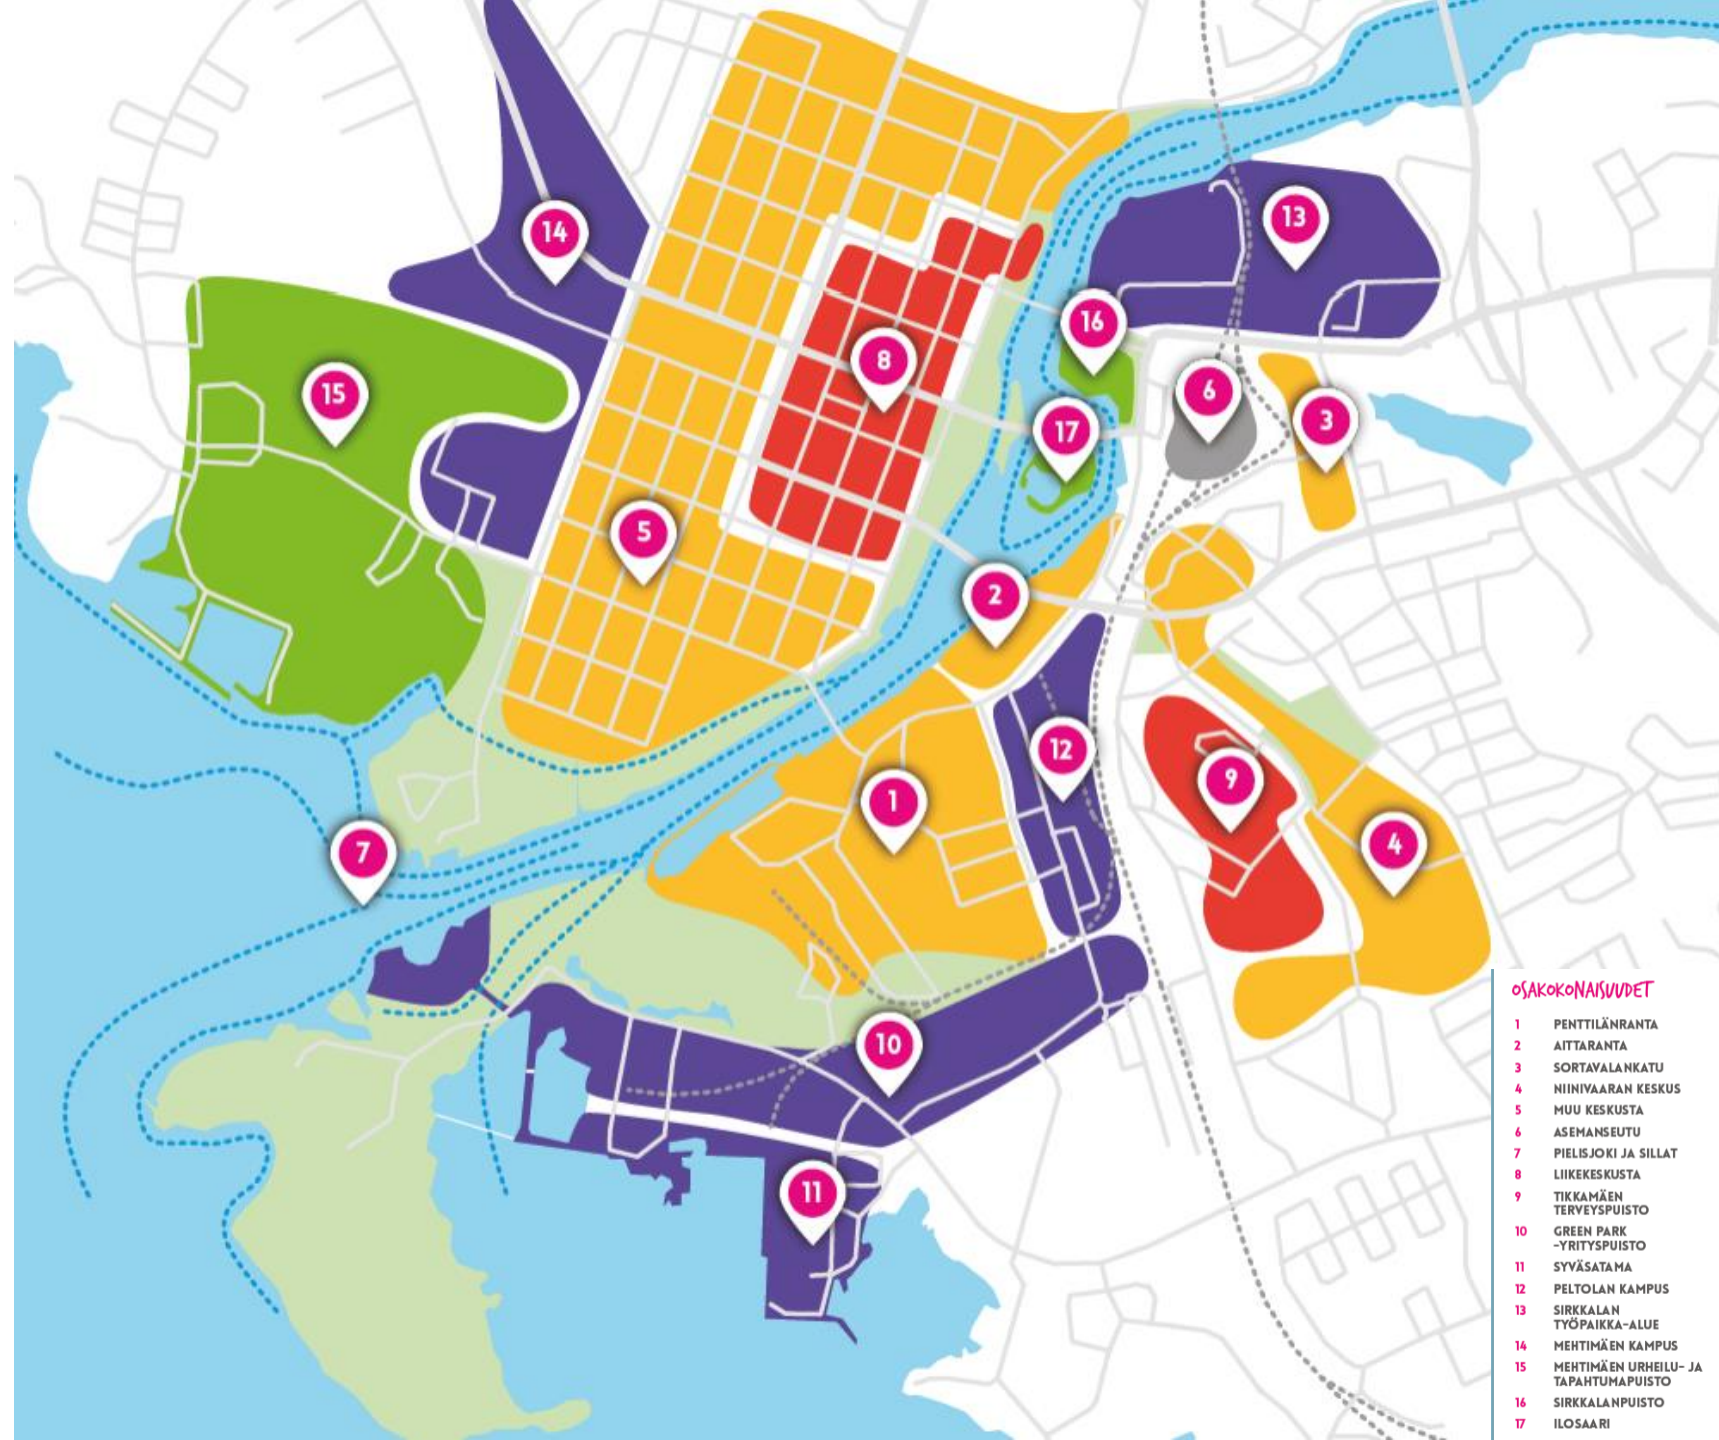 14
13
16
8
6
15
3
17
5
2
12
9
1
4
7
10
11
OSAKOKONAISUUDET
1 PENTTILÄNRANTA
2 AITTARANTA
3 SORTAVALANKATU
4 NIINIVAARAN KESKUS
5 MUU KESKUSTA
6 ASEMANSEUTU
7 PIELISJOKI JA SILLAT
8 LIIKEKESKUSTA
9 TIKKAMÄEN
TERVEYSPUISTO
10 GREEN PARK
-YRITYSPUISTO
11 SYVÄSATAMA
12 PELTOLAN KAMPUS
13 SIRKKALAN
TYÖPAIKKA-ALUE
14 MEHTIMÄEN KAMPUS
15 MEHTIMÄEN URHEILU- JA
TAPAHTUMAPUISTO
16 SIRKKALANPUISTO
17 ILOSAARI